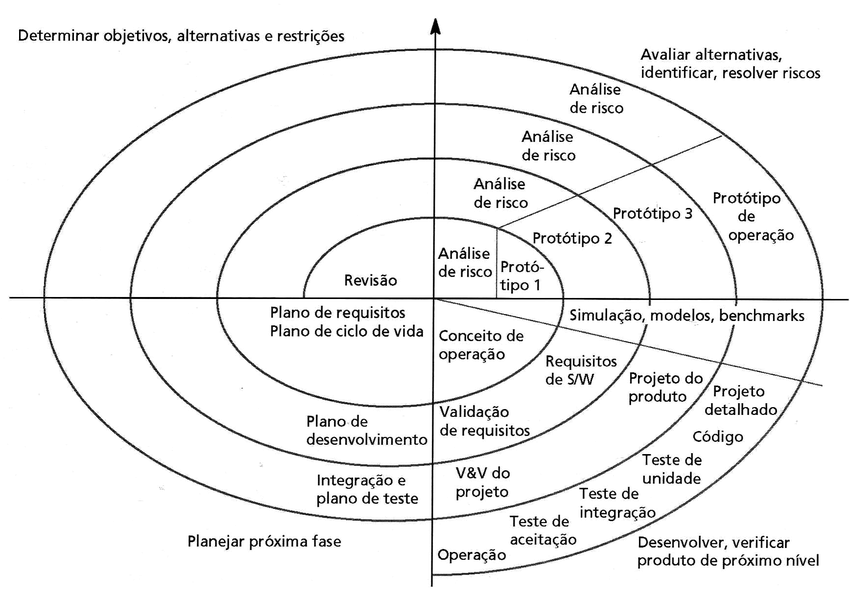 Determinar objetivos, alternativas e restrições
Avaliar alternativas,
identificar, resolver riscos
Análise
de risco
Análise
de risco
Análise
de risco
Protótipo
de
operação
Protótipo 3
Protótipo 2
Análise
de risco
Protó-
tipo 1
Revisão
Plano de requisitos
Plano de ciclo de vida
Simulação, modelos, benchmarks
Conceito de
operação
Requisitos
de S/W
Projeto do
produto
Projeto
detalhado
Plano de
desenvolvimento
Validação
de requisitos
Código
Integração e
plano de teste
V&V do
projeto
Teste de
unidade
Teste de
integração
Teste de
aceitação
Operação
Planejar próxima fase
Desenvolver, verificar
produto de próximo nível